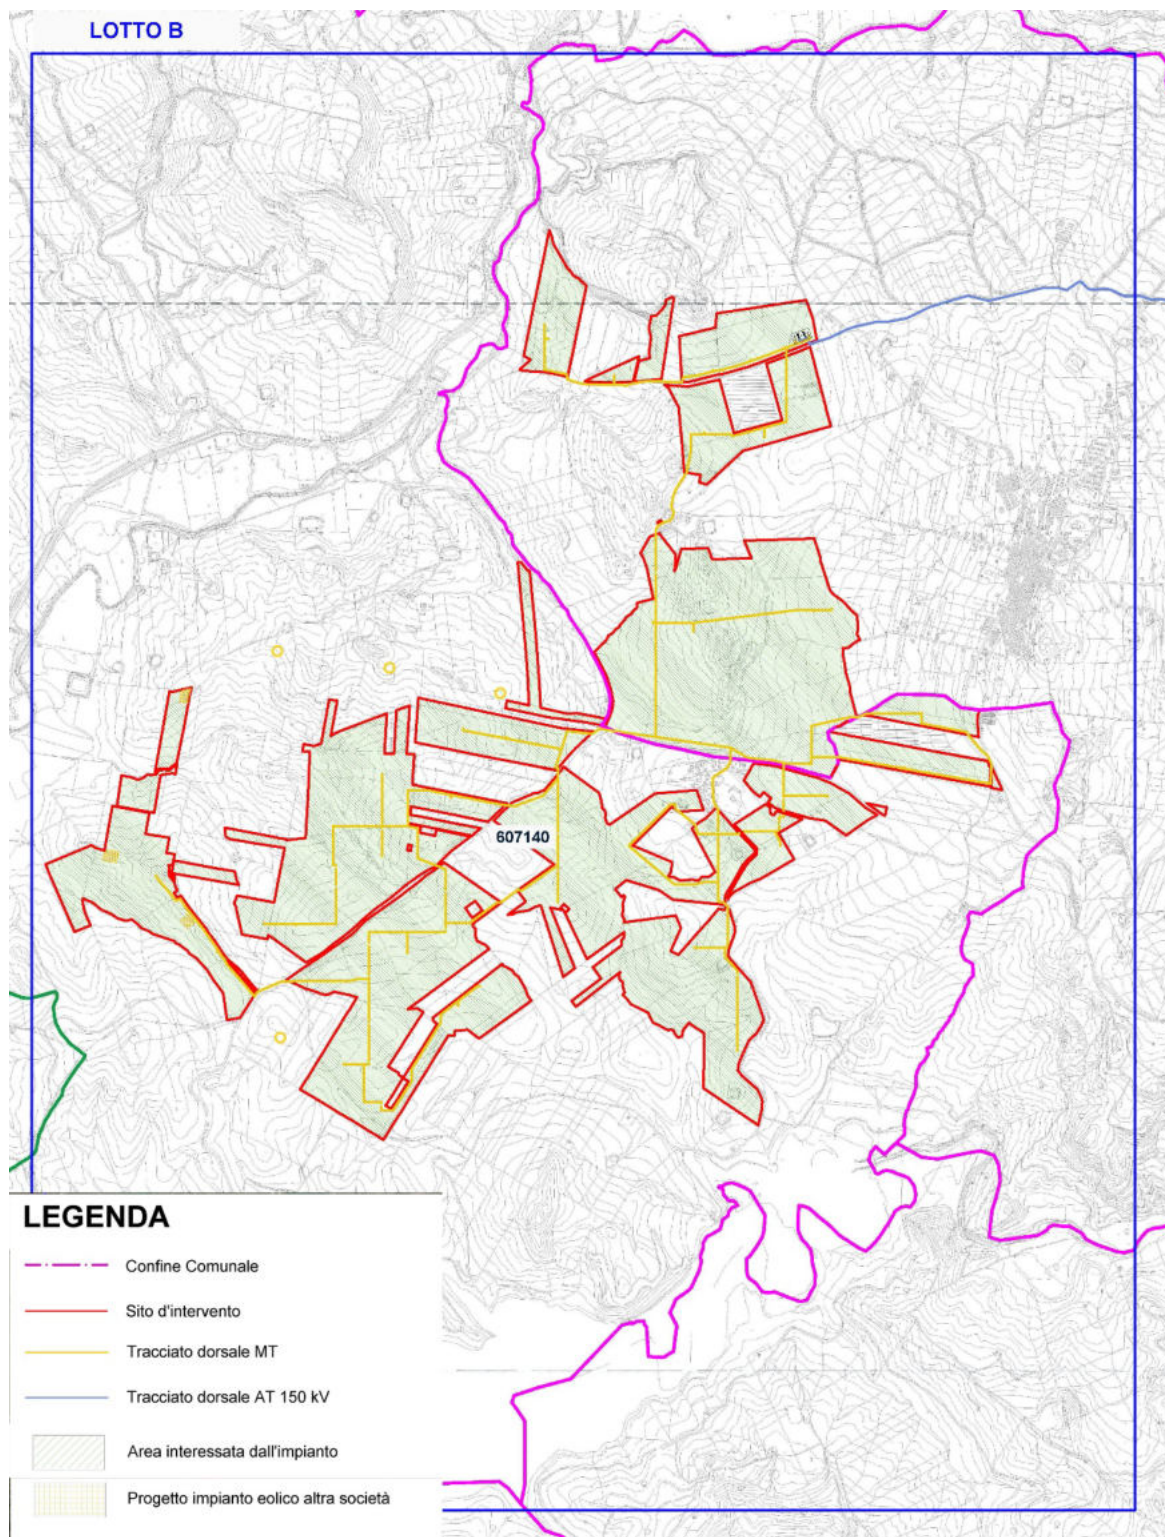 LOTTO B
607140
LEGENDA
Confine Comunale
Sito d'intervento
Tracciato dorsale MT
Tracciato dorsale AT 150 kV
Area interessata dall'impianto
Progetto impianto eolico altra società